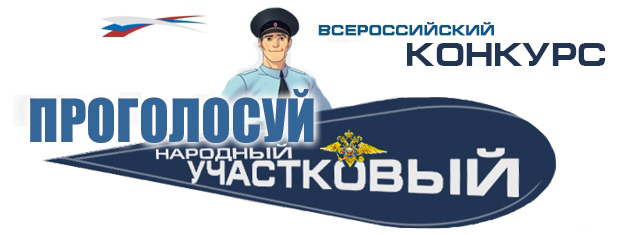 ВСЕРОССИЙСКИЙ
КОНКУРС
ПРОГОЛОСУЙ
НАРОДНЫЙ
УЧАСТКОВЫЙ